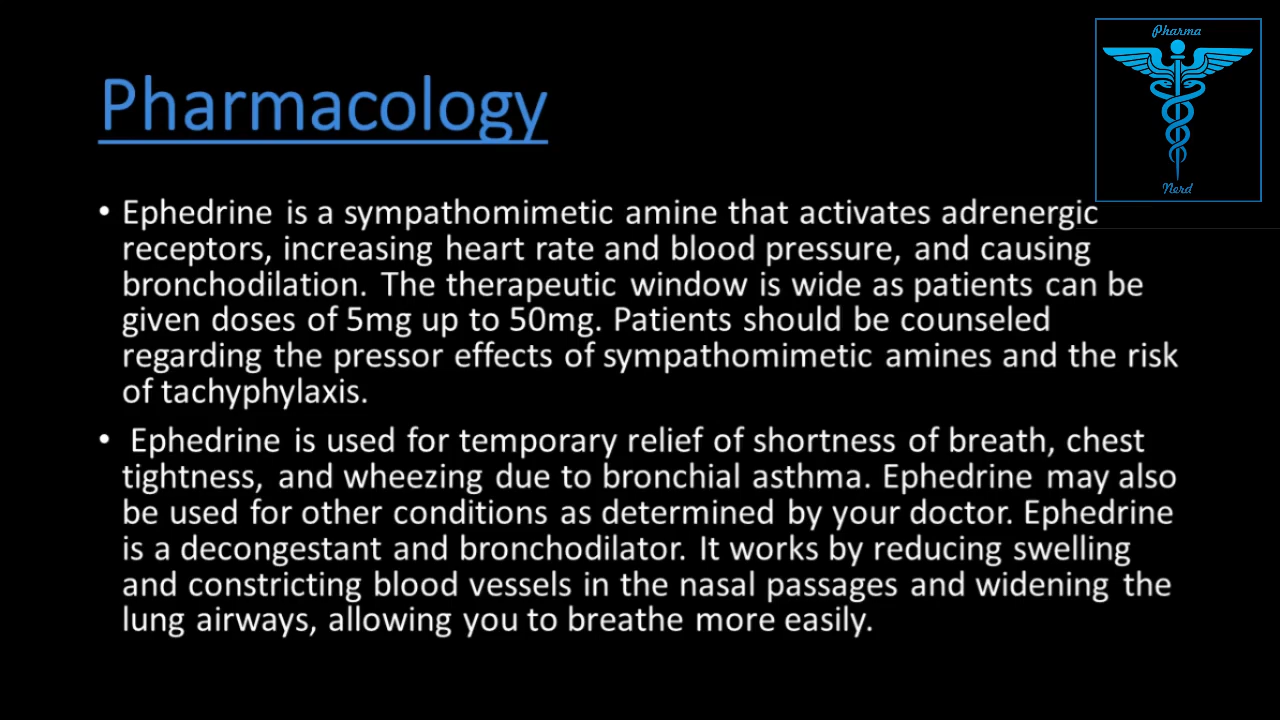 Pharma
Pharmacology
Nerd
• Ephedrine is a sympathomimetic amine that activates adrenergic
receptors, increasing heart rate and blood pressure, and causing
bronchodilation. The therapeutic window is wide as patients can be
given doses of 5mg up to 50mg. Patients should be counseled
regarding the pressor effects of sympathomimetic amines and the risk
of tachyphylaxis.
• Ephedrine is used for temporary relief of shortness of breath, chest
tightness, and wheezing due to bronchial asthma. Ephedrine may also
be used for other conditions as determined by your doctor. Ephedrine
is a decongestant and bronchodilator. It works by reducing swelling
and constricting blood vessels in the nasal passages and widening the
lung airways, allowing you to breathe more easily.